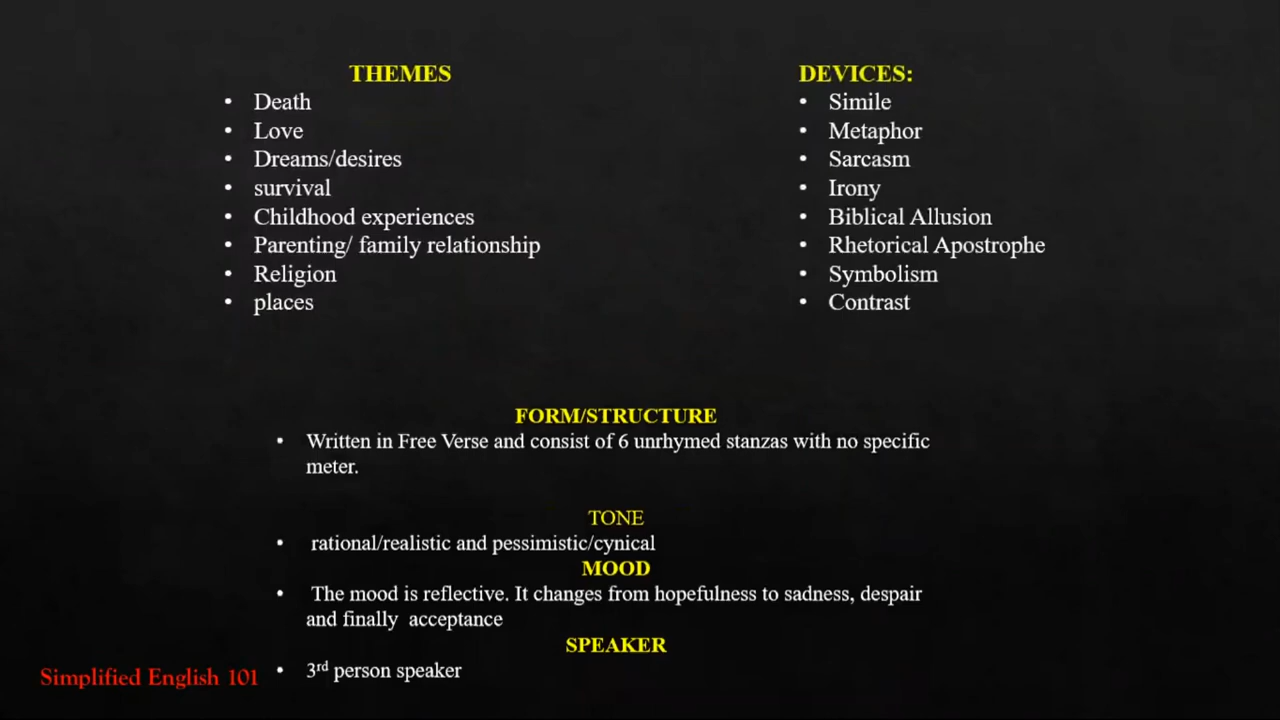 THEMES
• Death
• Love
• Dreams/desires
• survival
• Childhood experiences
• Parenting/ family relationship
• Religion
• places
DEVICES:
• Simile
• Metaphor
• Sarcasm
• Irony
• Biblical Allusion
• Rhetorical Apostrophe
• Symbolism
• Contrast
FORM/STRUCTURE
• Written in Free Verse and consist of 6 unrhymed stanzas with no specific
meter.
TONE
• rational/realistic and pessimistic/cynical
MOOD
• The mood is reflective. It changes from hopefulness to sadness, despair
and finally acceptance
SPEAKER
• 3rd person speaker
Simplified English 101